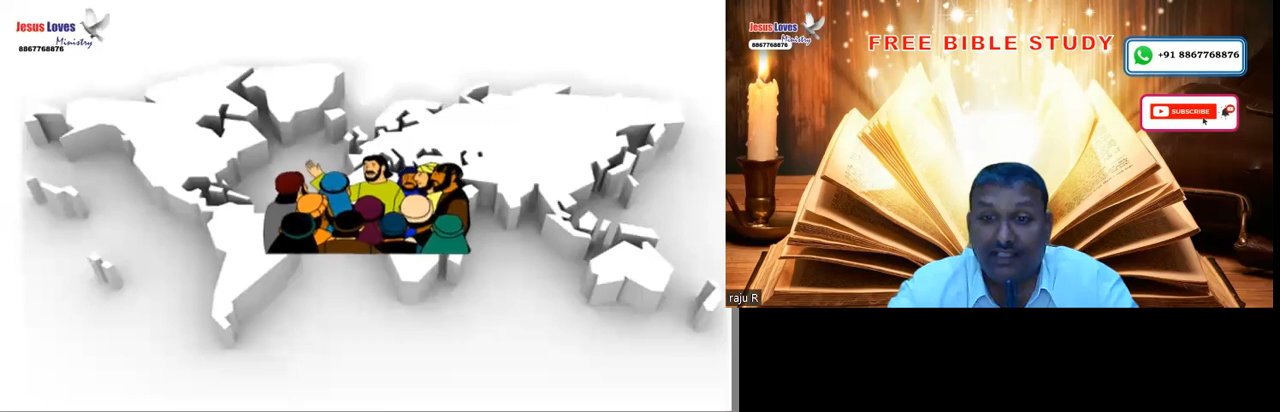 Jesus Loves
Ministry
8867768876
Jesus Loves
Ministry
8867768876
FREE BIBLE STUDY
+91 8867768876
SUBSCRIBE
raju R